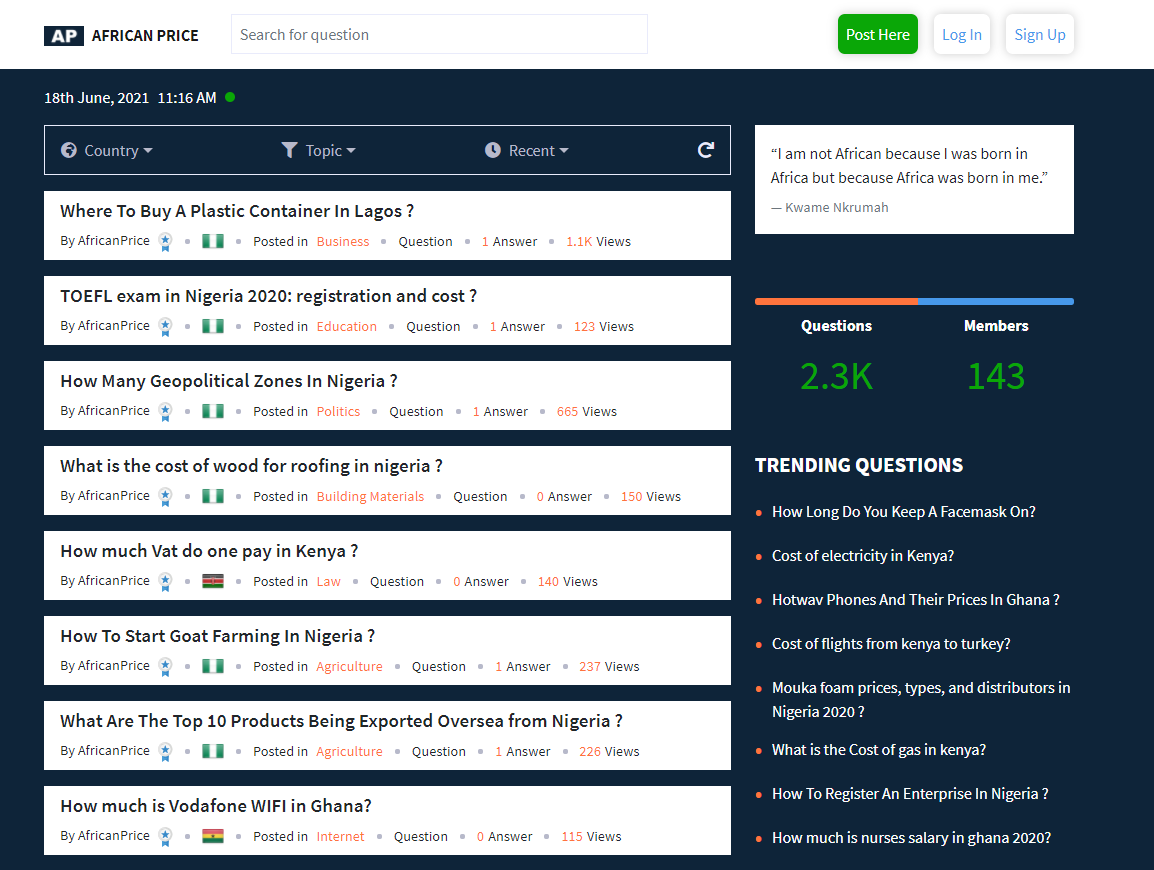 AP AFRICAN PRICE
Search for question
Post Here
Log In
Sign Up
18th June, 2021 11:16 AM
Country
Topic
Recent
Where To Buy A Plastic Container In Lagos ?
By AfricanPrice Posted in Business Question 1 Answer 1.1K Views
TOEFL exam in Nigeria 2020: registration and cost ?
By AfricanPrice Posted in Education Question 1 Answer 123 Views
How Many Geopolitical Zones In Nigeria ?
By AfricanPrice Posted in Politics Question 1 Answer 665 Views
What is the cost of wood for roofing in nigeria ?
By AfricanPrice Posted in Building Materials Question 0 Answer 150 Views
How much Vat do one pay in Kenya ?
By AfricanPrice Posted in Law Question 0 Answer 140 Views
How To Start Goat Farming In Nigeria ?
By AfricanPrice Posted in Agriculture Question 1 Answer 237 Views
What Are The Top 10 Products Being Exported Oversea from Nigeria ?
By AfricanPrice Posted in Agriculture Question 1 Answer 226 Views
How much is Vodafone WIFI in Ghana?
By AfricanPrice Posted in Internet Question 0 Answer 115 Views
“I am not African because I was born in
Africa but because Africa was born in me.”
— Kwame Nkrumah
Questions
Members
2.3K
143
TRENDING QUESTIONS
How Long Do You Keep A Facemask On?
Cost of electricity in Kenya?
Hotwav Phones And Their Prices In Ghana ?
Cost of flights from kenya to turkey?
Mouka foam prices, types, and distributors in
Nigeria 2020 ?
What is the Cost of gas in kenya?
How To Register An Enterprise In Nigeria ?
How much is nurses salary in ghana 2020?